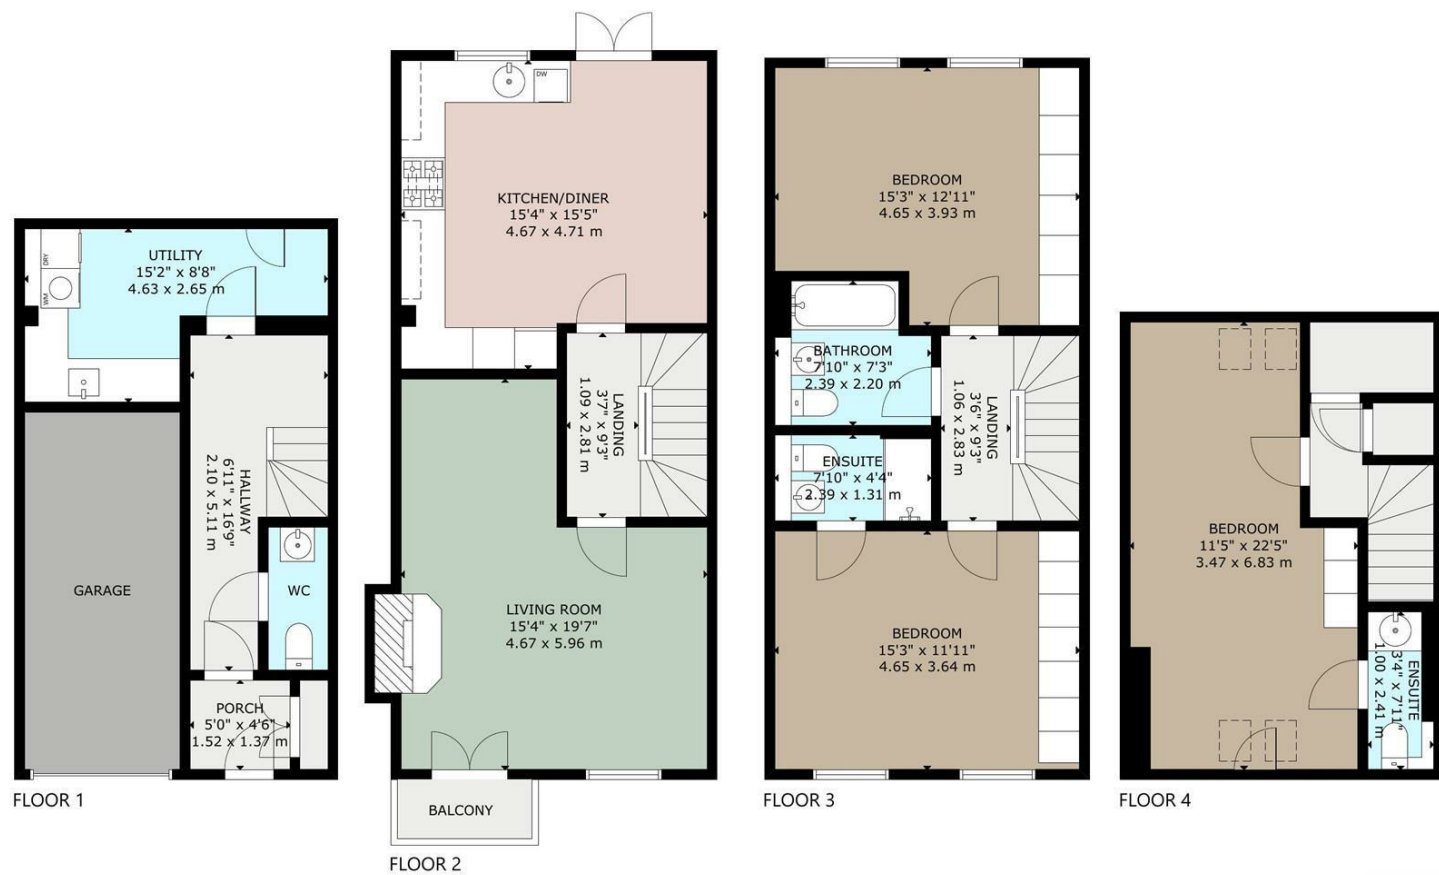 UTILITY
15'2" x 8'8"
4.63 x 2.65 m
DRY
WM
HALLWAY
6'11" x 16'9"
2.10 x 5.11 m
GARAGE
WC
PORCH
5'0" x 4'6"
1.52 x 1.37 m
FLOOR 1
DW
KITCHEN/DINER
15'4" x 15'5"
4.67 x 4.71 m
LANDING
3'7" x 9'3"
1.09 x 2.81 m
LIVING ROOM
15'4" x 19'7"
4.67 x 5.96 m
BALCONY
FLOOR 2
BEDROOM
15'3" x 12'11"
4.65 x 3.93 m
BATHROOM
7'10" x 7'3"
2.39 x 2.20 m
LANDING
3'6" x 9'3"
1.06 x 2.83 m
ENSUITE
7'10" x 4'4"
2.39 x 1.31 m
BEDROOM
15'3" x 11'11"
4.65 x 3.64 m
FLOOR 3
BEDROOM
11'5" x 22'5"
3.47 x 6.83 m
ENSUITE
3'4" x 7'11"
1.00 x 2.41 m
FLOOR 4